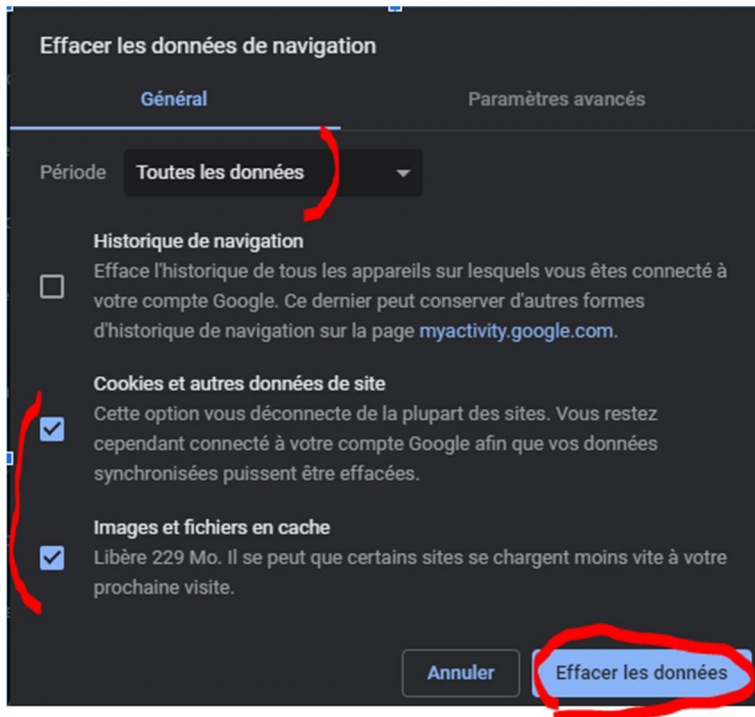 Effacer les données de navigation
Général
Paramètres avancés
Période
Toutes les données
Historique de navigation
Efface l'historique de tous les appareils sur lesquels vous êtes connecté à
votre compte Google. Ce dernier peut conserver d'autres formes
d'historique de navigation sur la page myactivity.google.com.
Cookies et autres données de site
Cette option vous déconnecte de la plupart des sites. Vous restez
cependant connecté à votre compte Google afin que vos données
synchronisées puissent être effacées.
Images et fichiers en cache
Libère 229 Mo. Il se peut que certains sites se chargent moins vite à votre
prochaine visite.
Annuler
Effacer les données